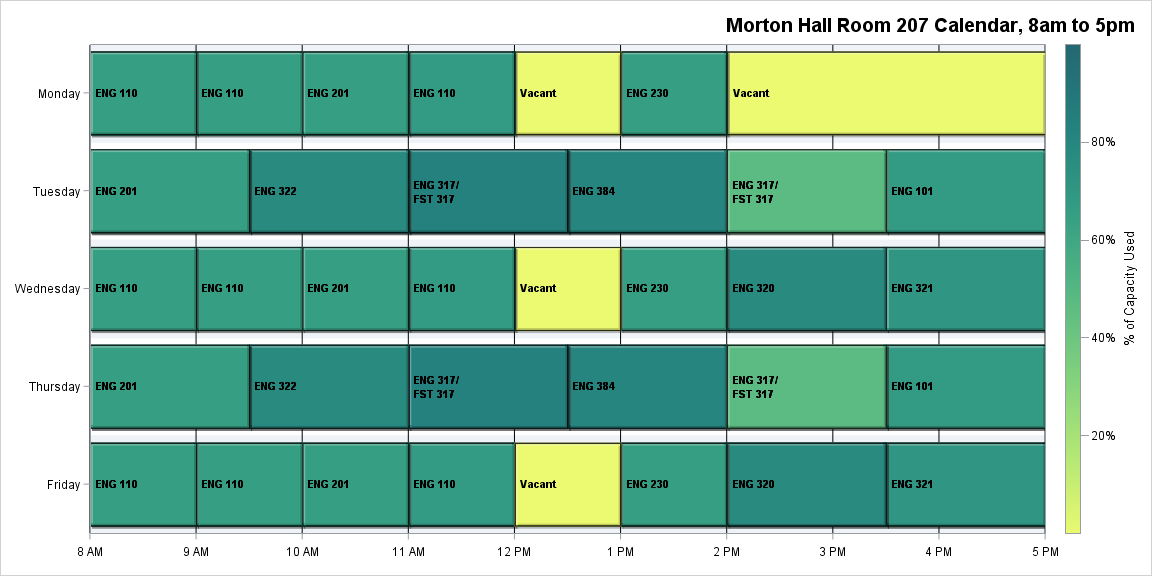 Morton Hall Room 207 Calendar, 8am to 5pm
Monday
ENG 110
ENG 110
ENG 201
ENG 110
Vacant
ENG 230
Vacant
Tuesday
ENG 201
ENG 322
ENG 317/
FST 317
ENG 384
ENG 317/
FST 317
ENG 101
Wednesday
ENG 110
ENG 110
ENG 201
ENG 110
Vacant
ENG 230
ENG 320
ENG 321
Thursday
ENG 201
ENG 322
ENG 317/
FST 317
ENG 384
ENG 317/
FST 317
ENG 101
Friday
ENG 110
ENG 110
ENG 201
ENG 110
Vacant
ENG 230
ENG 320
ENG 321
8 AM
9 AM
10 AM
11 AM
12 PM
1 PM
2 PM
3 PM
4 PM
5 PM
80%
60%
40%
20%
% of Capacity Used